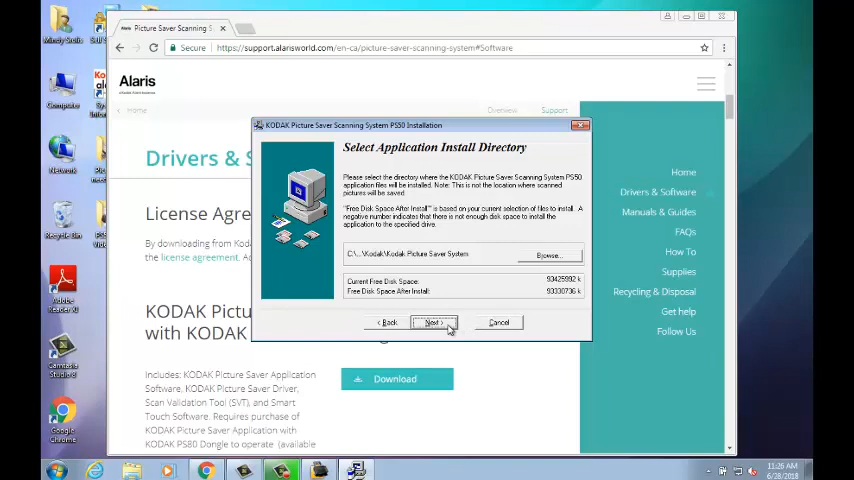 Mindy Srolis
Computer
Network
Recycle Bin
Adobe
Reader XI
Camtasia
Studio 8
Google
Chrome
Picture Saver Scanning S
Secure
https://support.alarisworld.com/en-ca/picture-saver-scanning-system#Software
Alaris
Home
Overview
Support
Drivers & S
License Agre
By downloading from Koda
the license agreement. A
KODAK Pictu
with KODAK
Includes: KODAK Picture Saver Application
Software, KODAK Picture Saver Driver,
Scan Validation Tool (SVT), and Smart
Touch Software. Requires purchase of
KODAK Picture Saver Application with
KODAK PS80 Dongle to operate (available
Download
KODAK Picture Saver Scanning System PS50 Installation
Select Application Install Directory
Please select the directory where the KODAK Picture Saver Scanning System PS50
application files will be installed. Note: This is not the location where scanned
pictures will be saved
"Free Disk Space After Install" is based on your current selection of files to install. A
negative number indicates that there is not enough disk space to install the
application to the specified drive.
C:\...\Kodak\Kodak Picture Saver System
Browse...
Current Free Disk Space: 93425992 k
Free Disk Space After Install: 93330736 k
< Back
Next >
Cancel
Home
Drivers & Software
Manuals & Guides
FAQs
How To
Supplies
Recycling & Disposal
Get help
Follow Us
11:26 AM
6/28/2018